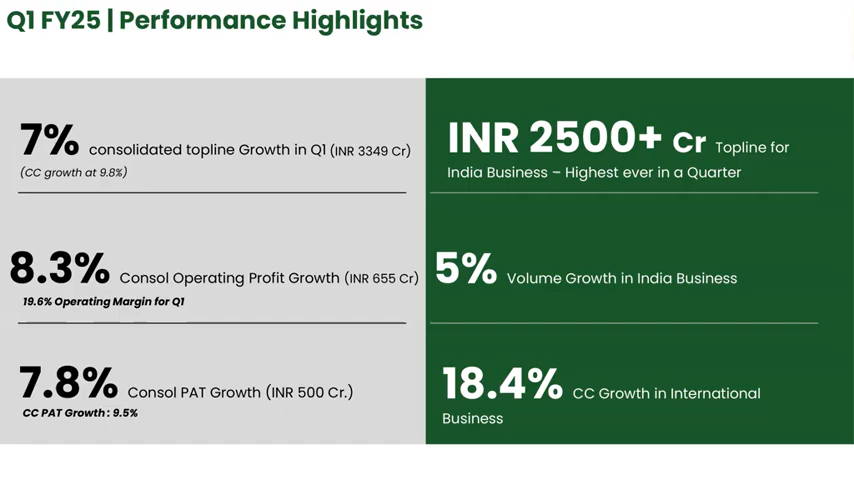 Q1 FY25 | Performance Highlights
7% consolidated topline Growth in Q1 (INR 3349 Cr)
(CC growth at 9.8%)
8.3% Consol Operating Profit Growth (INR 655 Cr)
19.6% Operating Margin for Q1
7.8% Consol PAT Growth (INR 500 Cr.)
CC PAT Growth : 9.5%
INR 2500+ Cr Topline for
India Business – Highest ever in a Quarter
5% Volume Growth in India Business
18.4% CC Growth in International
Business